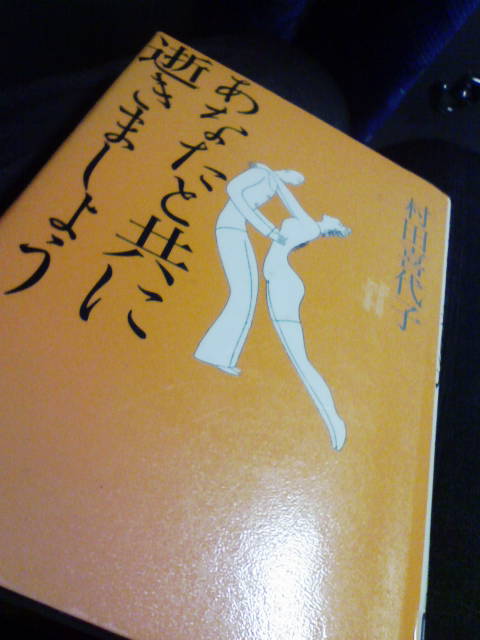 あなたと共に
逝きましょう
村田喜代子